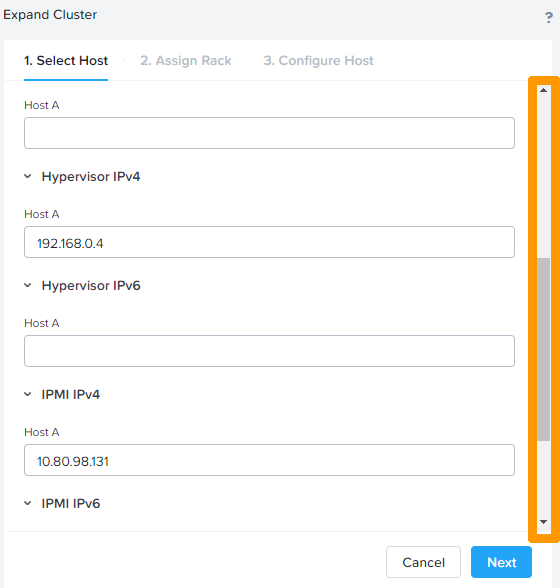 Expand Cluster
?
1. Select Host
2. Assign Rack
3. Configure Host
Host A
Hypervisor IPv4
Host A
192.168.0.4
Hypervisor IPv6
Host A
IPMI IPv4
Host A
10.80.98.131
IPMI IPv6
Cancel
Next